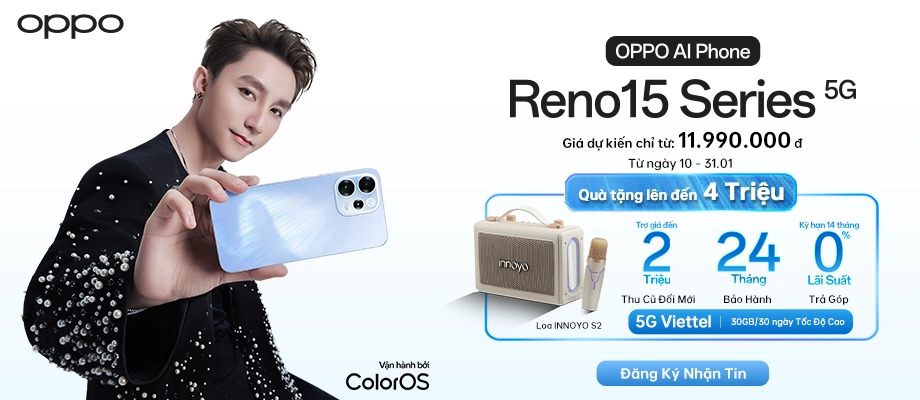 oppo
OPPO AI Phone
Reno15 Series 5G
Giá dự kiến chỉ từ: 11.990.000 đ
Từ ngày 10 - 31.01
Quà tặng lên đến 4 Triệu
innoyo
Loa INNOYO S2
Trợ giá đến
2
Triệu
Thu Cũ Đổi Mới
24
Tháng
Bảo Hành
Kỳ hạn 14 tháng
0%
Lãi Suất
Trả Góp
5G Viettel | 30GB/30 ngày Tốc Độ Cao
Vận hành bởi
ColorOS
Đăng Ký Nhận Tin